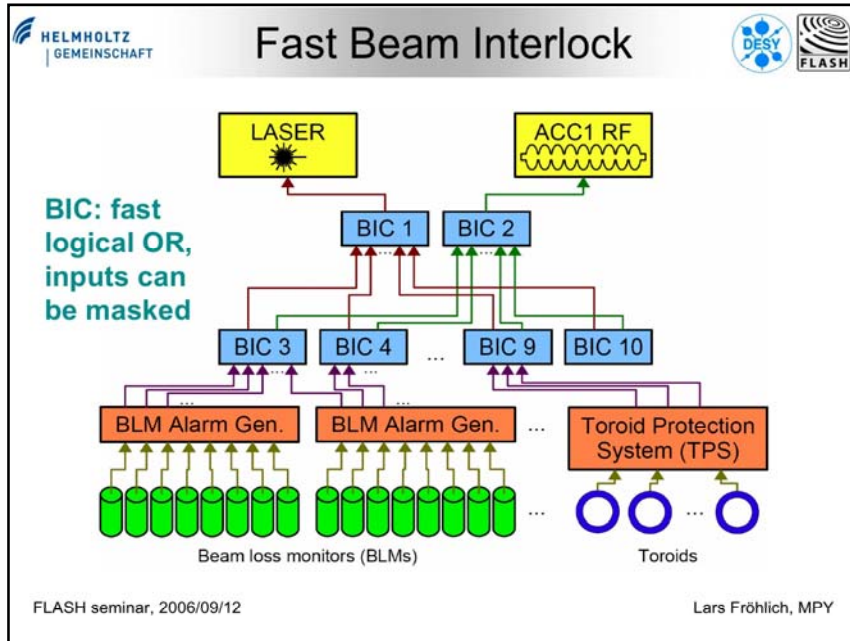 HELMHOLTZ
GEMEINSCHAFT
Fast Beam Interlock
DESY
FLASH
LASER
ACC1 RF
BIC: fast
logical OR,
inputs can
be masked
BIC 1
BIC 2
...
...
BIC 3
BIC 4
...
BIC 9
BIC 10
...
...
...
...
BLM Alarm Gen.
BLM Alarm Gen.
...
Toroid Protection
System (TPS)
...
...
Beam loss monitors (BLMs)
Toroids
FLASH seminar, 2006/09/12
Lars Fröhlich, MPY